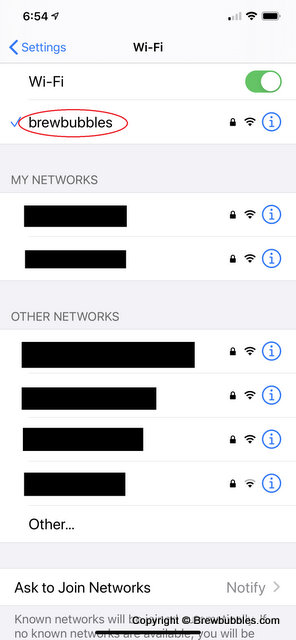 6:54
Settings
Wi-Fi
Wi-Fi
brewbubbles
MY NETWORKS
OTHER NETWORKS
Other...
Ask to Join Networks Notify
Known networks will be
no known networks are available, you will be
Copyright © Brewbubbles.com